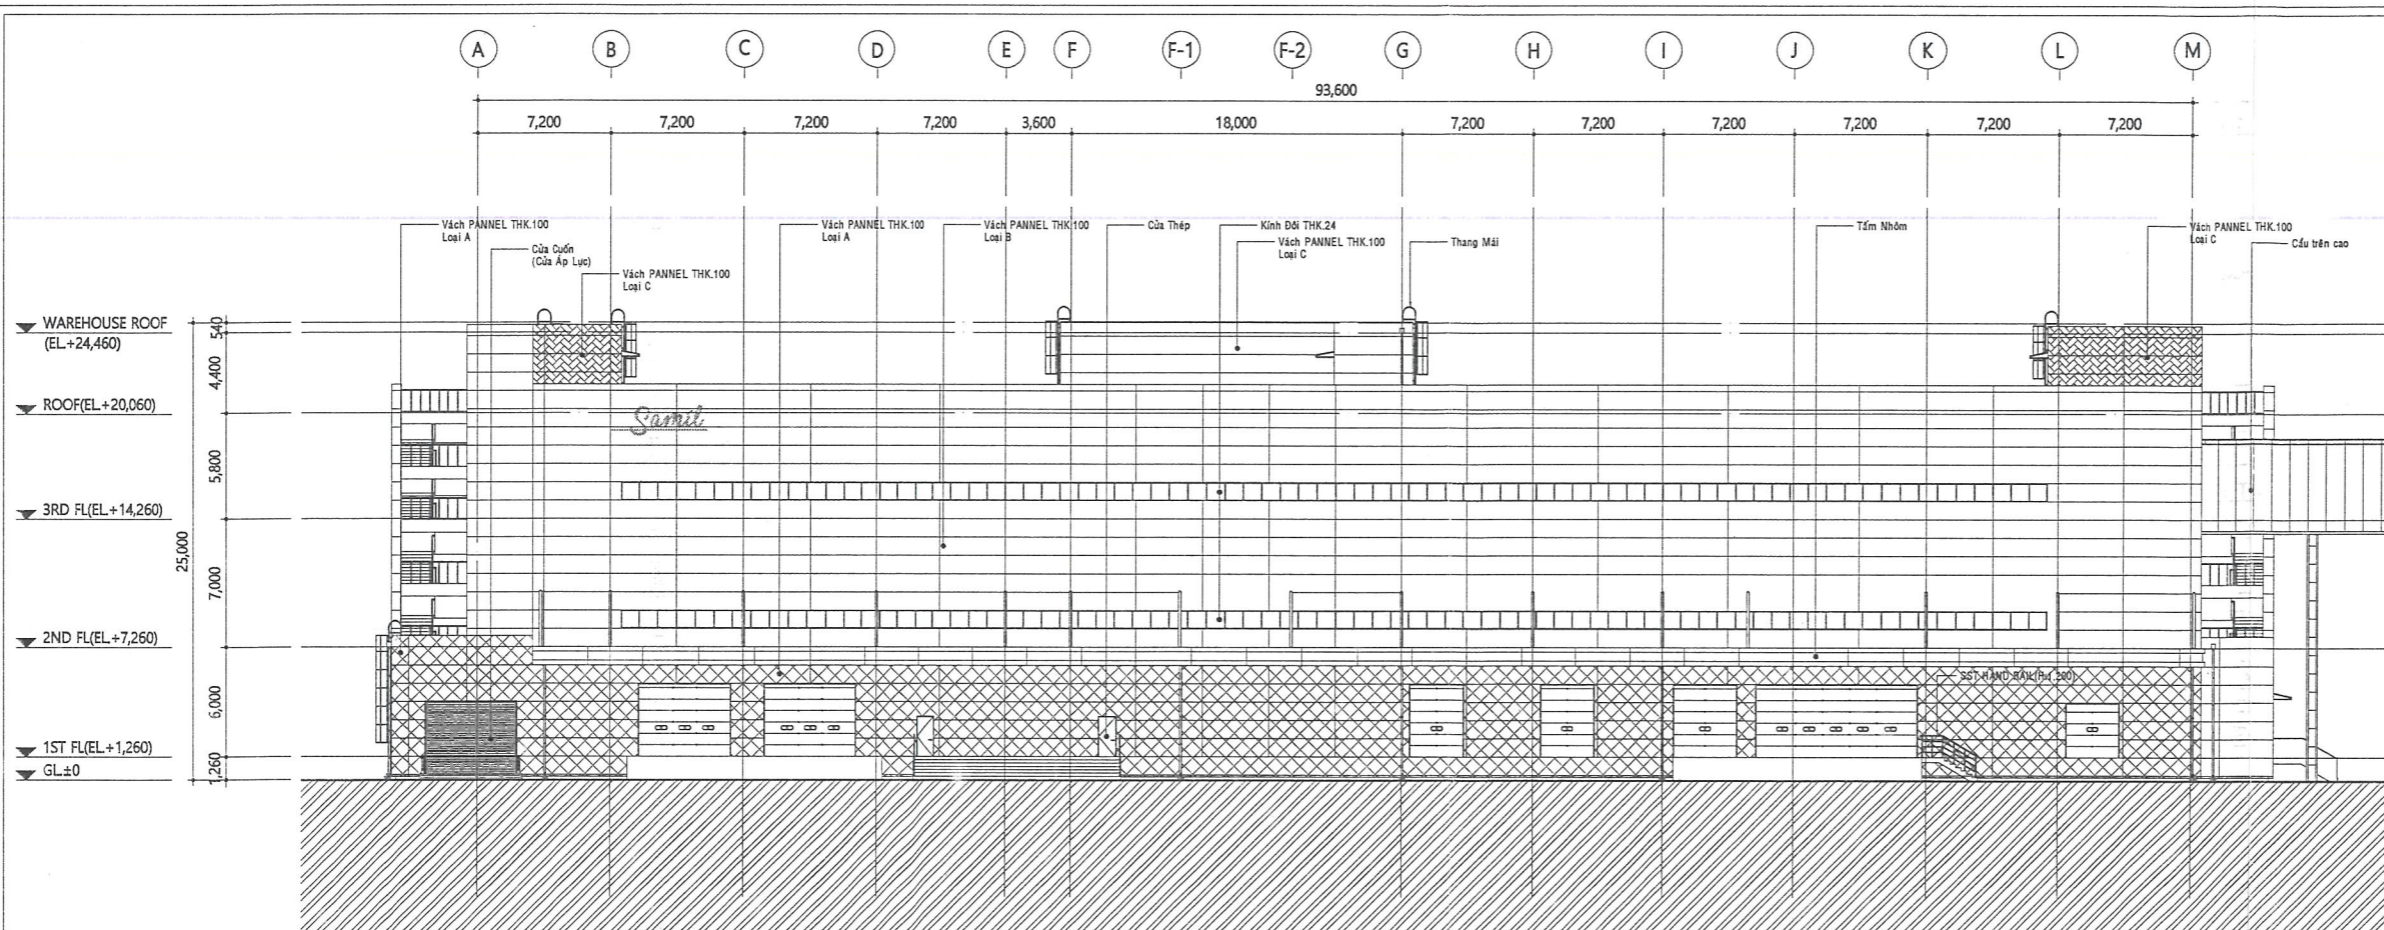 A B C D E F F-1 F-2 G H I J K L M
93,600
7,200 7,200 7,200 7,200 3,600 18,000 7,200 7,200 7,200 7,200 7,200 7,200
Vách PANNEL THK.100
Loại A
Cửa Cuốn
(Cửa Áp Lực)
Vách PANNEL THK.100
Loại C
Vách PANNEL THK.100
Loại A
Vách PANNEL THK.100
Loại B
Cửa Thép
Kính Đôi THK.24
Vách PANNEL THK.100
Loại C
Thang Mái
Tấm Nhôm
Vách PANNEL THK.100
Loại C
Cầu trên cao
WAREHOUSE ROOF
(EL.+24,460)
540
4,400
ROOF(EL.+20,060)
Samil
5,800
3RD FL(EL.+14,260)
25,000
7,000
2ND FL(EL.+7,260)
SST HAND RAIL(H=1,200)
6,000
1ST FL(EL.+1,260)
1,260
GL.±0